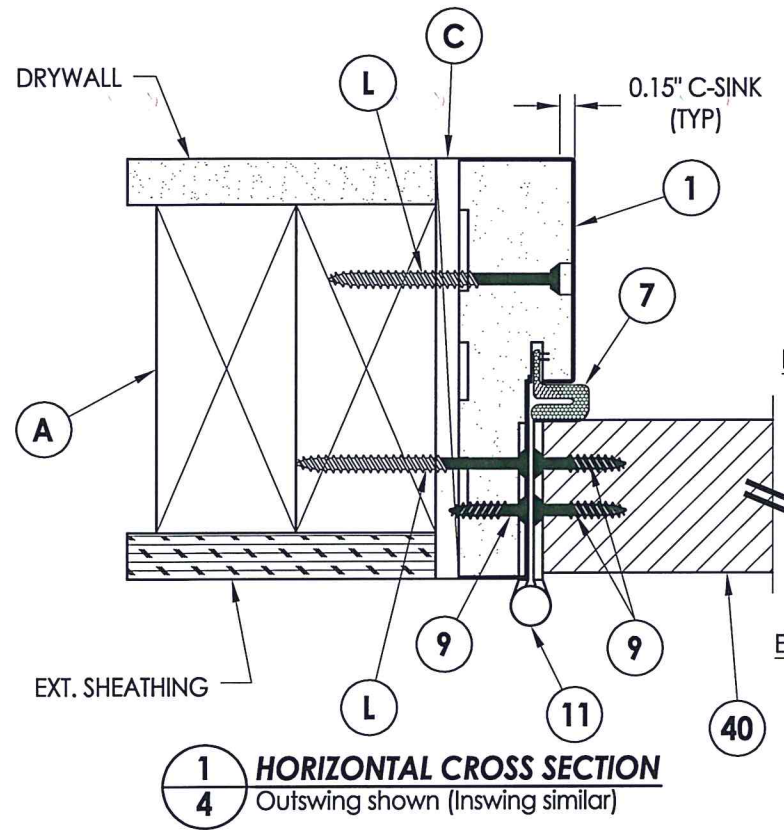 DRYWALL
L
C
0.15" C-SINK
(TYP)
1
7
A
9
9
L
11
40
EXT. SHEATHING
1
4
HORIZONTAL CROSS SECTION
Outswing shown (Inswing similar)